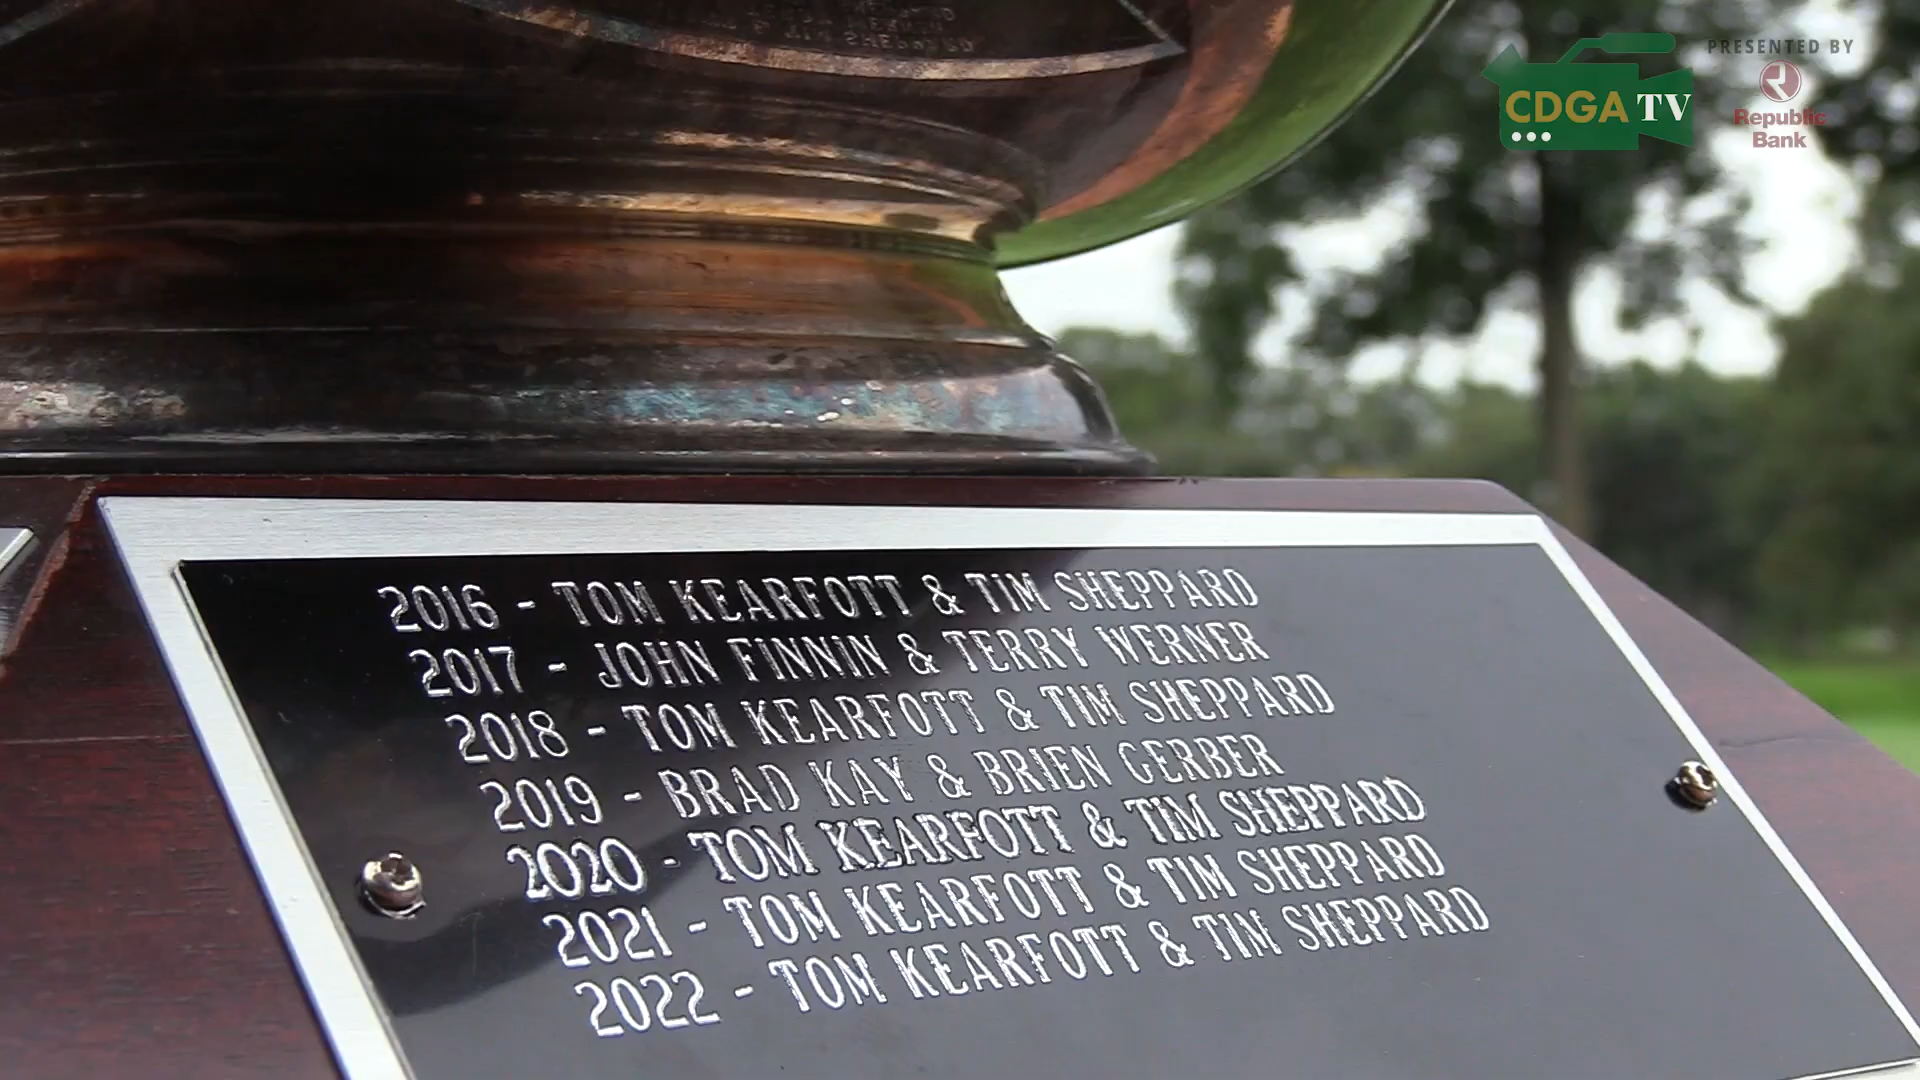 PRESENTED BY
CDGA TV
Republic
Bank
SHEPPARD
2016 - TOM KEARFOTT & TIM SHEPPARD
2017 - JOHN FINNIN & TERRY WERNER
2018 - TOM KEARFOTT & TIM SHEPPARD
2019 - BRAD KAY & BRIEN GERBER
2020 - TOM KEARFOTT & TIM SHEPPARD
2021 - TOM KEARFOTT & TIM SHEPPARD
2022 - TOM KEARFOTT & TIM SHEPPARD